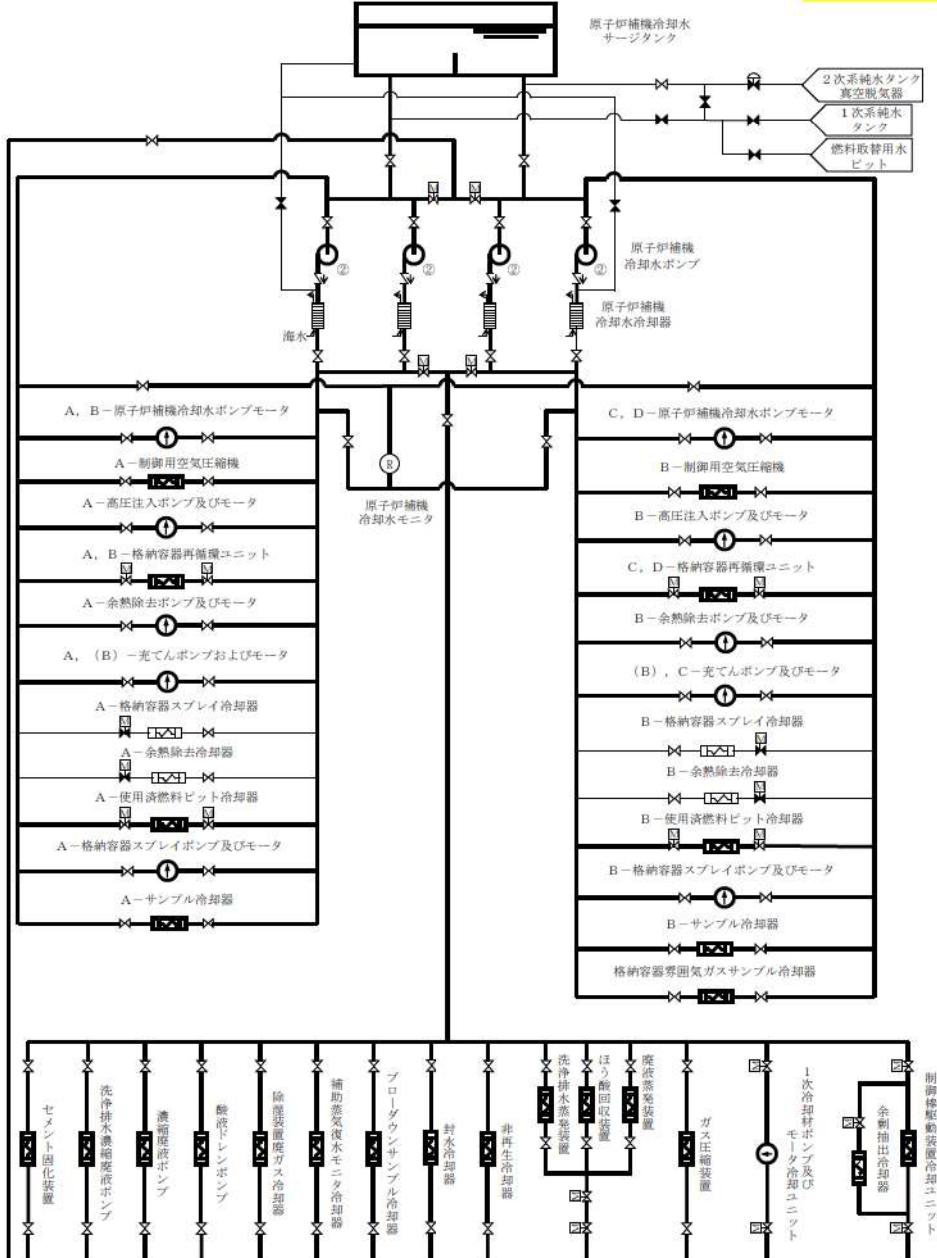 原子炉補機冷却水
サージタンク
2次系純水タンク
真空脱気器
1次系純水
タンク
燃料取替用水
ピット
M
M
原子炉補機
冷却水ポンプ
②
②
②
②
原子炉補機
冷却水冷却器
海水
M
M
A，B－原子炉補機冷却水ポンプモータ
A－制御用空気圧縮機
A－高圧注入ポンプ及びモータ
A，B－格納容器再循環ユニット
M
M
A－余熱除去ポンプ及びモータ
A，（B）－充てんポンプおよびモータ
A－格納容器スプレイ冷却器
M
A－余熱除去冷却器
M
A－使用済燃料ピット冷却器
M
M
A－格納容器スプレイポンプ及びモータ
A－サンプル冷却器
R
原子炉補機
冷却水モニタ
C，D－原子炉補機冷却水ポンプモータ
B－制御用空気圧縮機
B－高圧注入ポンプ及びモータ
C，D－格納容器再循環ユニット
M
M
B－余熱除去ポンプ及びモータ
(B)，C－充てんポンプ及びモータ
B－格納容器スプレイ冷却器
M
B－余熱除去冷却器
M
B－使用済燃料ピット冷却器
M
M
B－格納容器スプレイポンプ及びモータ
B－サンプル冷却器
格納容器雰囲気ガスサンプル冷却器
セメント固化装置
洗浄排水濃縮廃液ポンプ
濃縮廃液ポンプ
酸液ドレンポンプ
除湿装置廃ガス冷却器
補助蒸気復水モニタ冷却器
ブローダウンサンプル冷却器
封水冷却器
非再生冷却器
洗浄排水蒸発装置
ほう酸回収装置
廃液蒸発装置
M
M
ガス圧縮装置
M
M
1次冷却材ポンプ及び
モータ冷却ユニット
M
M
M
余剰抽出冷却器
制御棒駆動装置冷却ユニット